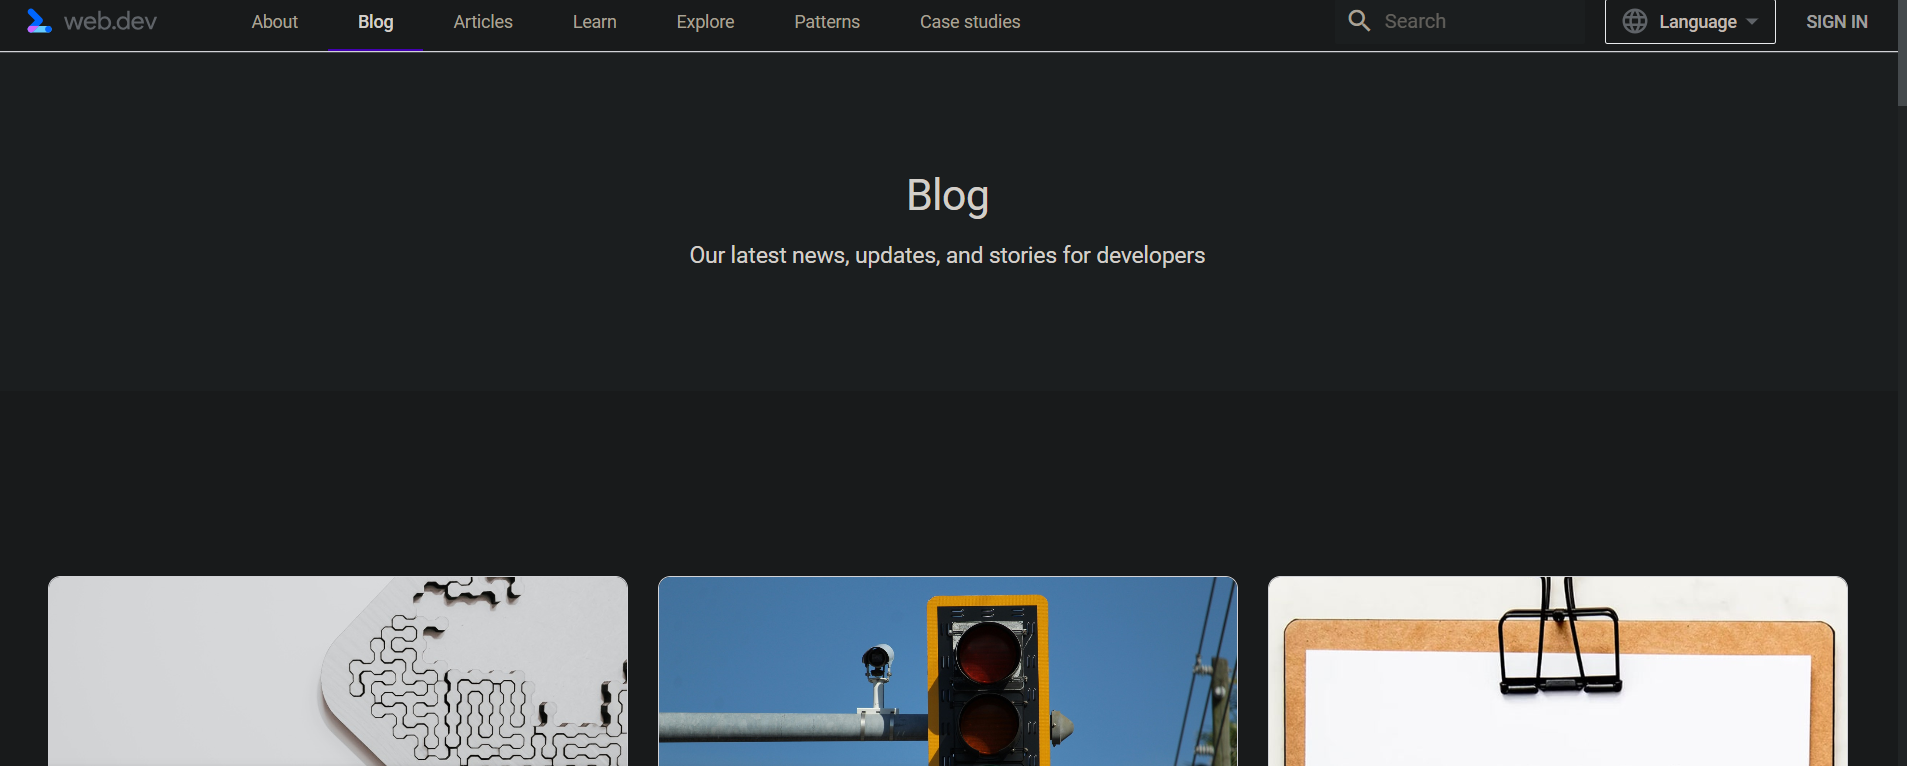 web.dev About Blog Articles Learn Explore Patterns Case studies Search Language SIGN IN
Blog
Our latest news, updates, and stories for developers